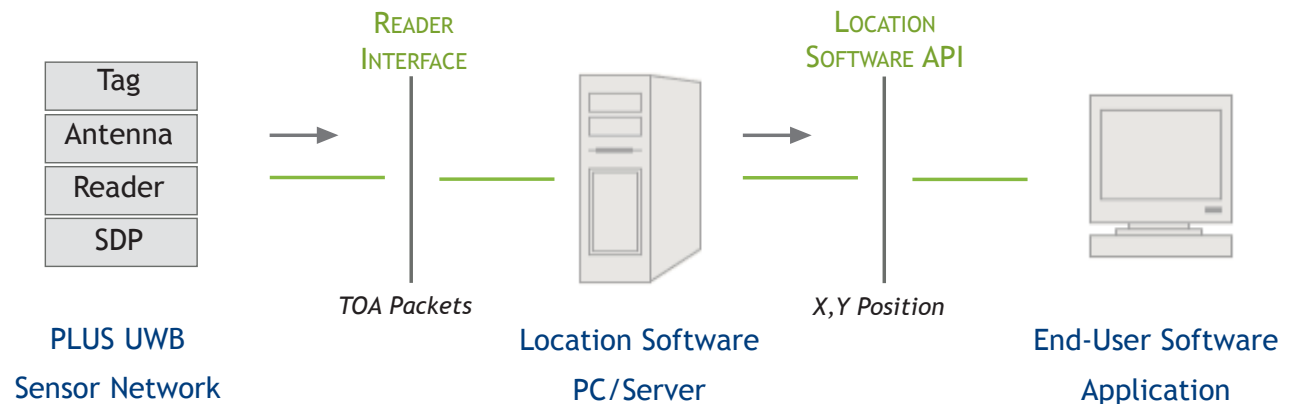 READER
INTERFACE
LOCATION
SOFTWARE API
Tag
Antenna
Reader
SDP
TOA Packets
X,Y Position
PLUS UWB
Sensor Network
Location Software
PC/Server
End-User Software
Application